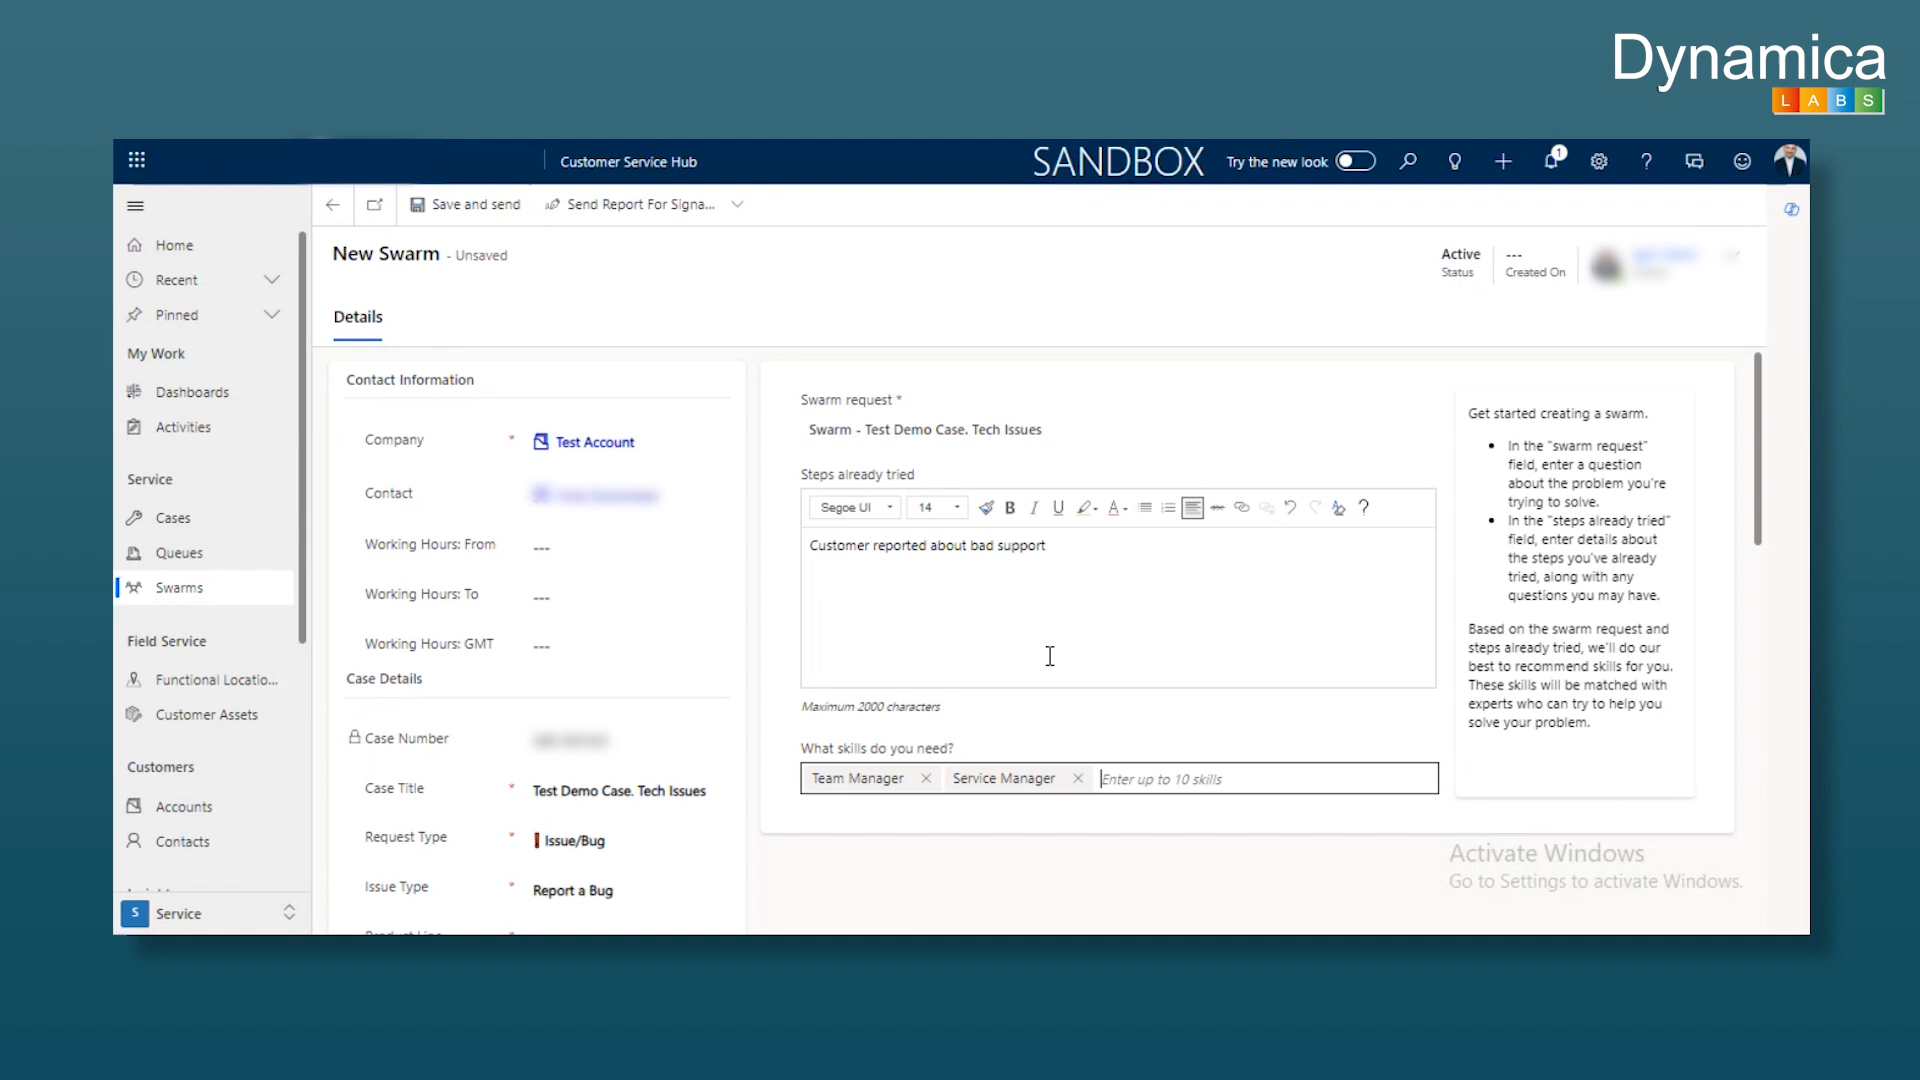 Dynamica
LABS
Customer Service Hub
SANDBOX
Try the new look
1
Save and send
Send Report For Signa...
New Swarm - Unsaved
Active
Status
---
Created On
Details
Home
Recent
Pinned
My Work
Dashboards
Activities
Service
Cases
Queues
Swarms
Field Service
Functional Locatio...
Customer Assets
Customers
Accounts
Contacts
S Service
Contact Information
Company * Test Account
Contact
Working Hours: From ---
Working Hours: To ---
Working Hours: GMT ---
Case Details
Case Number
Case Title * Test Demo Case. Tech Issues
Request Type * Issue/Bug
Issue Type * Report a Bug
Swarm request *
Swarm - Test Demo Case. Tech Issues
Steps already tried
Segoe UI 14 B I U A abc ?
Customer reported about bad support
Maximum 2000 characters
What skills do you need?
Team Manager Service Manager Enter up to 10 skills
Get started creating a swarm.
• In the "swarm request"
field, enter a question
about the problem you're
trying to solve.
• In the "steps already tried"
field, enter details about
the steps you've already
tried, along with any
questions you may have.
Based on the swarm request and
steps already tried, we'll do our
best to recommend skills for you.
These skills will be matched with
experts who can try to help you
solve your problem.
Activate Windows
Go to Settings to activate Windows.